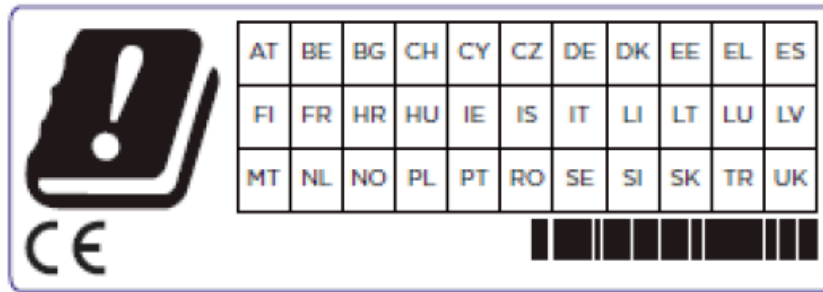 AT BE BG CH CY CZ DE DK EE EL ES
FI FR HR HU IE IS IT LI LT LU LV
MT NL NO PL PT RO SE SI SK TR UK
CE